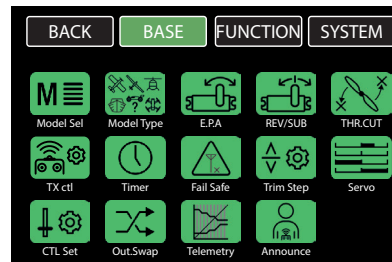 BACK BASE FUNCTION SYSTEM
M
Model Sel Model Type E.P.A REV/SUB THR.CUT
TX ctl Timer Fail Safe Trim Step Servo
CTL Set Out.Swap Telemetry Announce